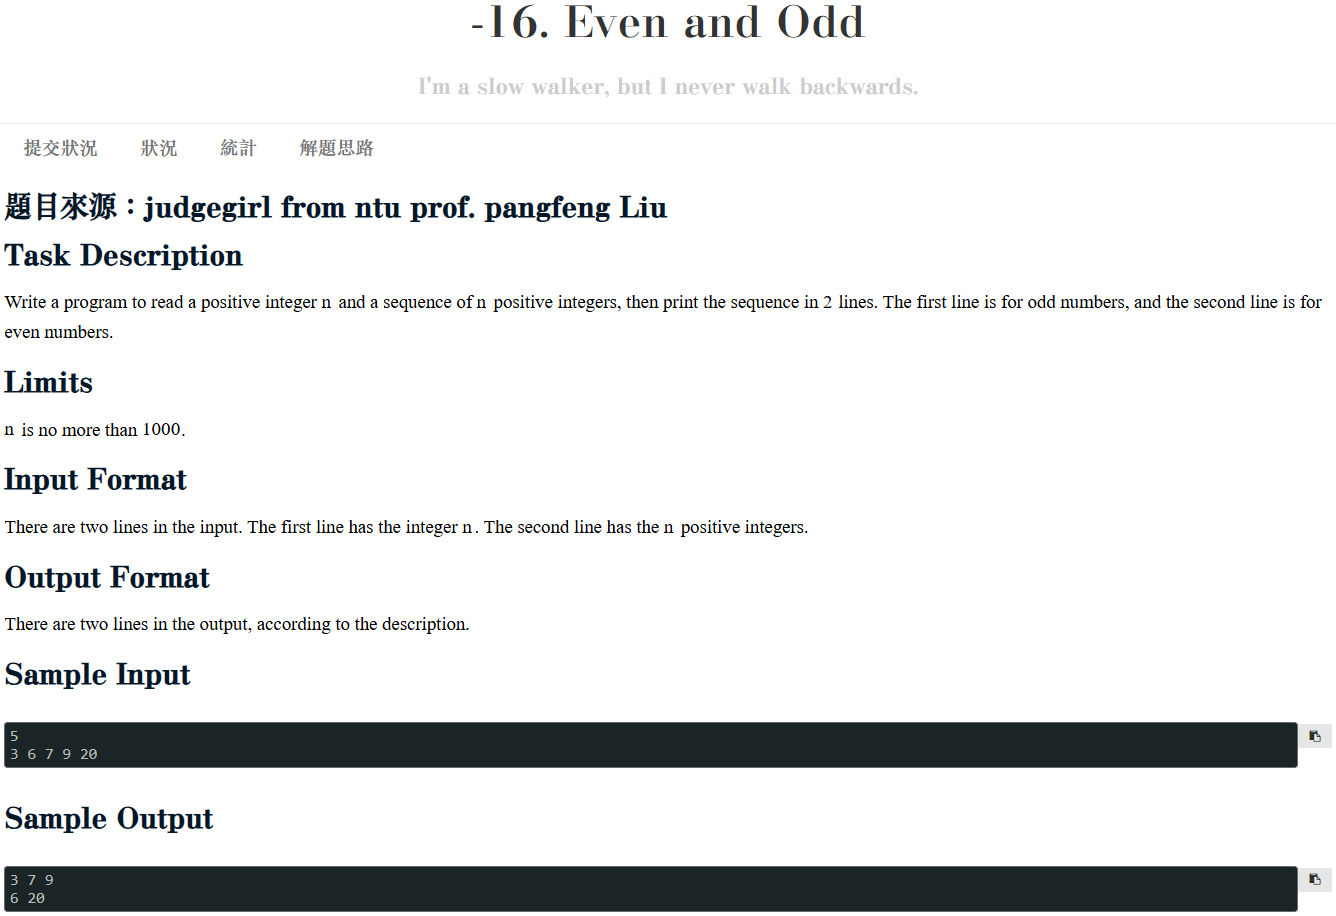 -16. Even and Odd
I'm a slow walker, but I never walk backwards.
提交狀況 狀況 統計 解題思路
題目來源：judgegirl from ntu prof. pangfeng Liu
Task Description
Write a program to read a positive integer n and a sequence of n positive integers, then print the sequence in 2 lines. The first line is for odd numbers, and the second line is for
even numbers.
Limits
n is no more than 1000.
Input Format
There are two lines in the input. The first line has the integer n. The second line has the n positive integers.
Output Format
There are two lines in the output, according to the description.
Sample Input
5
3 6 7 9 20
Sample Output
3 7 9
6 20